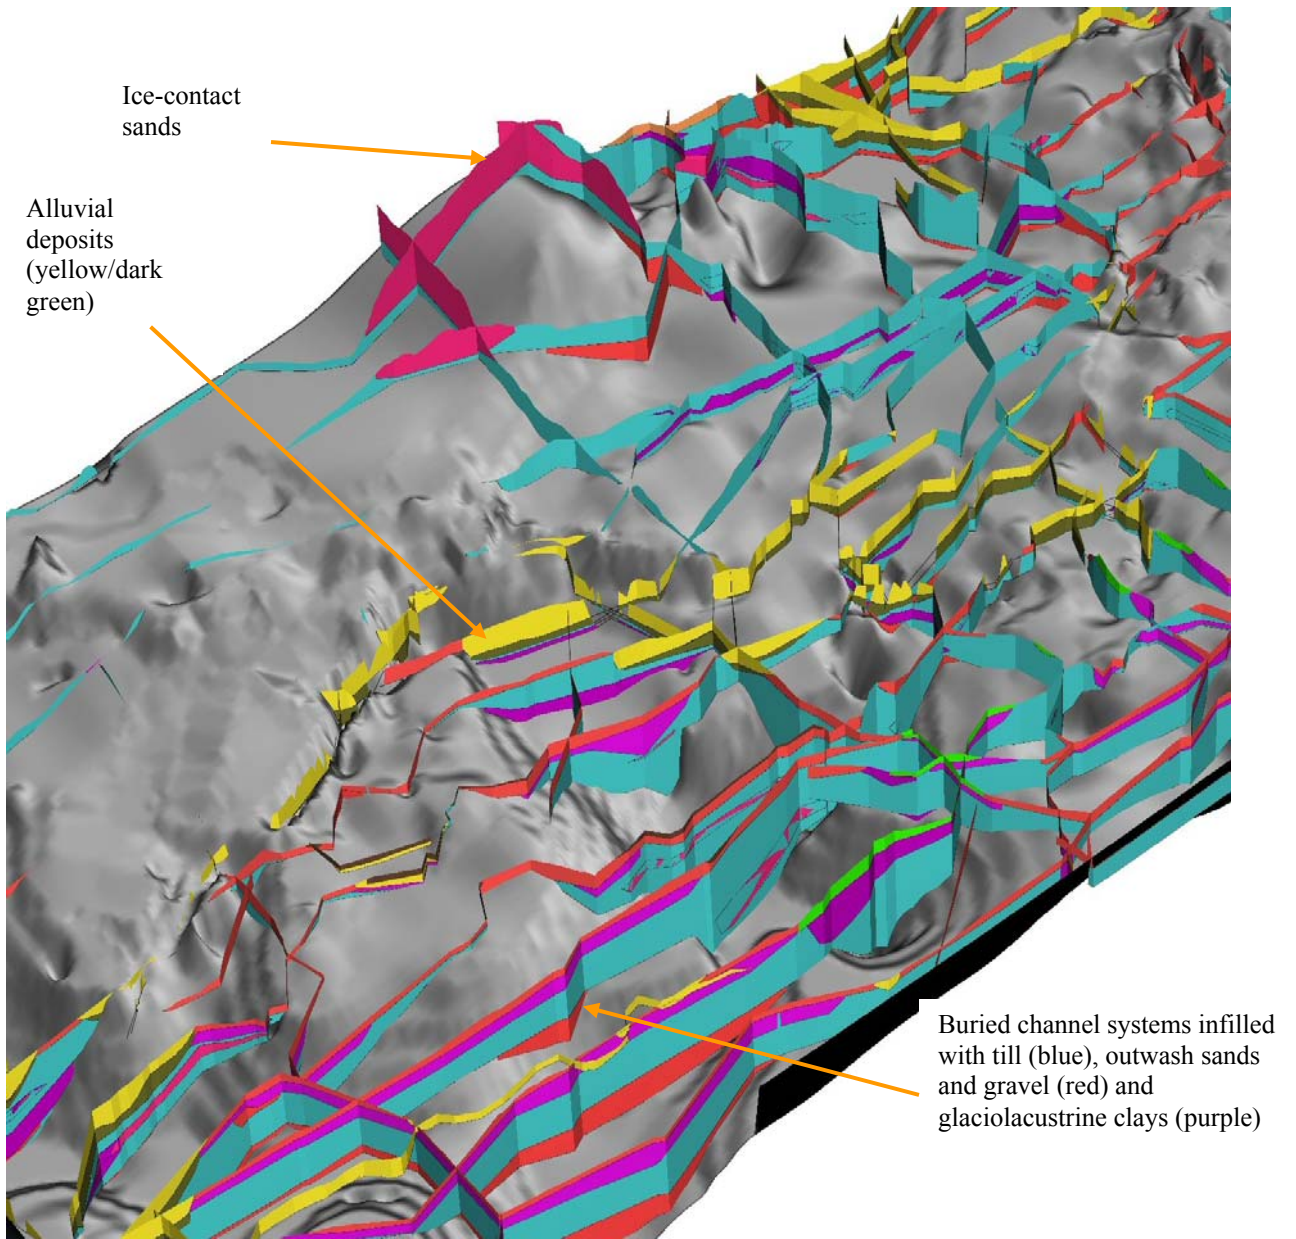 Ice-contact
sands
Alluvial
deposits
(yellow/dark
green)
Buried channel systems infilled
with till (blue), outwash sands
and gravel (red) and
glaciolacustrine clays (purple)